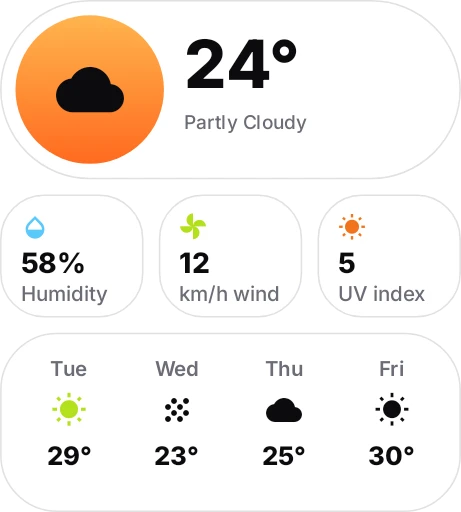 24°
Partly Cloudy
58%
Humidity
12
km/h wind
5
UV index
Tue
Wed
Thu
Fri
29°
23°
25°
30°